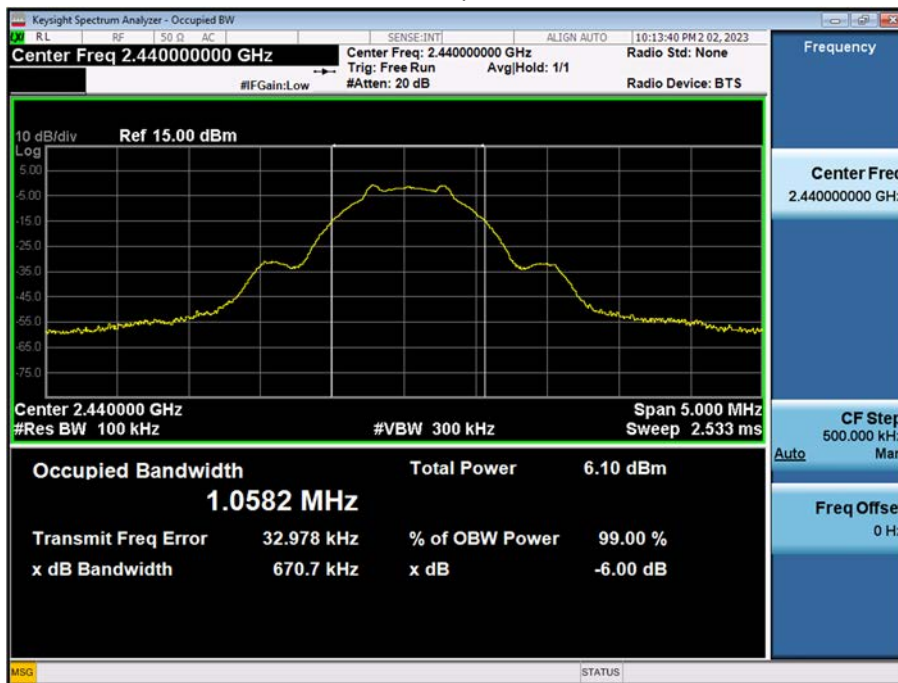 Keysight Spectrum Analyzer - Occupied BW
RL RF 50 Ω AC SENSE:INT ALIGN AUTO 10:13:40 PM 2 02, 2023
Center Freq 2.440000000 GHz
Center Freq: 2.440000000 GHz
Radio Std: None
Trig: Free Run Avg|Hold: 1/1
#IFGain:Low
#Atten: 20 dB
Radio Device: BTS
10 dB/div Ref 15.00 dBm
Log
5.00
-5.00
-15.0
-25.0
-35.0
-45.0
-55.0
-65.0
-75.0
Center 2.440000 GHz Span 5.000 MHz
#Res BW 100 kHz #VBW 300 kHz Sweep 2.533 ms
Occupied Bandwidth Total Power 6.10 dBm
1.0582 MHz
Transmit Freq Error 32.978 kHz % of OBW Power 99.00 %
x dB Bandwidth 670.7 kHz x dB -6.00 dB
MSG STATUS
Frequency
Center Freq
2.440000000 GHz
CF Step
500.000 kHz
Auto Man
Freq Offset
0 Hz